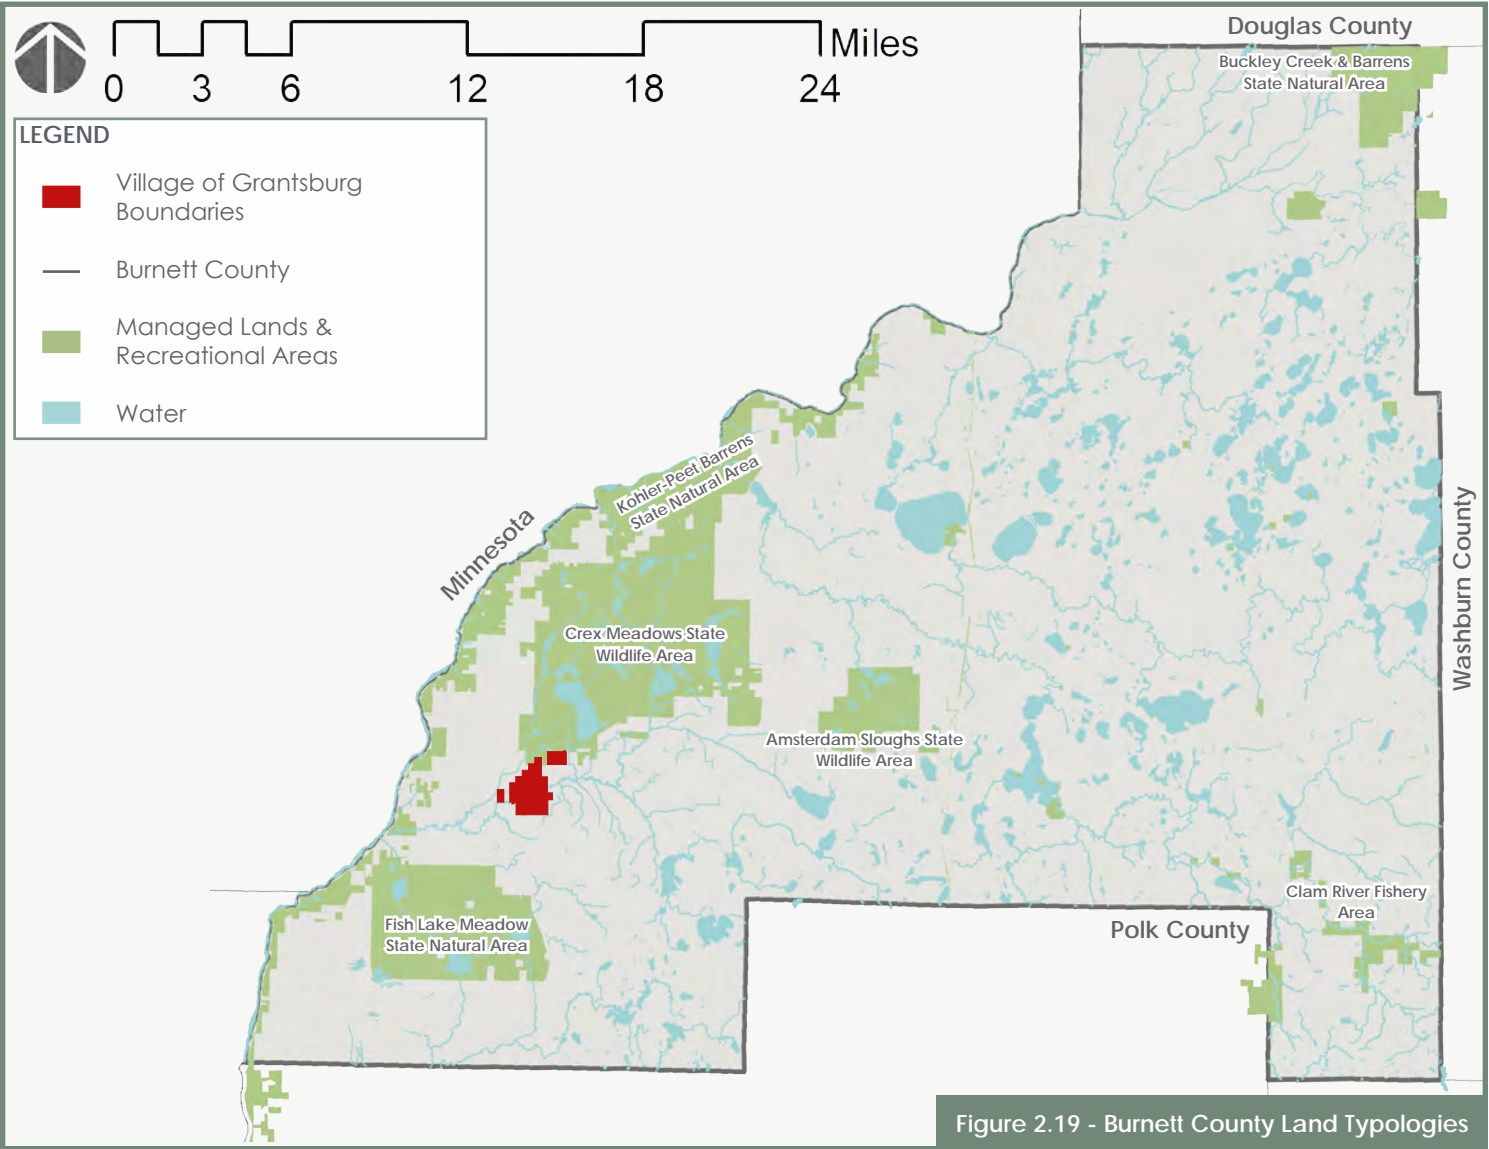 Miles
0 3 6 12 18 24
LEGEND
Village of Grantsburg
Boundaries
Burnett County
Managed Lands &
Recreational Areas
Water
Douglas County
Buckley Creek & Barrens
State Natural Area
Kohler-Peet Barrens
State Natural Area
Minnesota
Washburn County
Crex Meadows State
Wildlife Area
Amsterdam Sloughs State
Wildlife Area
Clam River Fishery
Area
Fish Lake Meadow
State Natural Area
Polk County
Figure 2.19 - Burnett County Land Typologies